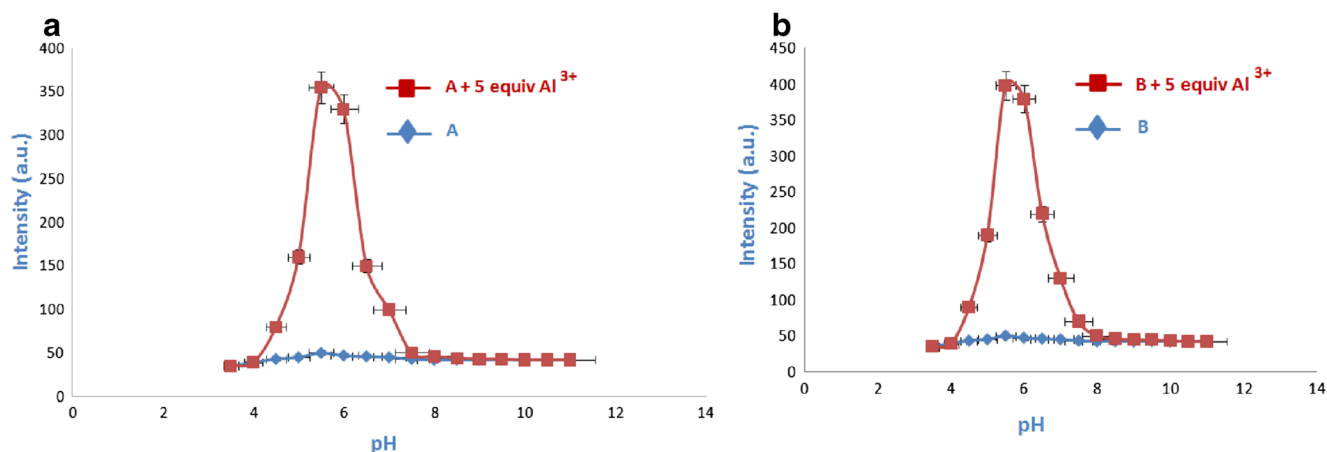 a
400
350
300
250
200
150
100
50
0
Intensity (a.u.)
A + 5 equiv Al 3+
A
0 2 4 6 8 10 12 14
pH
b
450
400
350
300
250
200
150
100
50
0
Intensity (a.u.)
B + 5 equiv Al 3+
B
0 2 4 6 8 10 12 14
pH